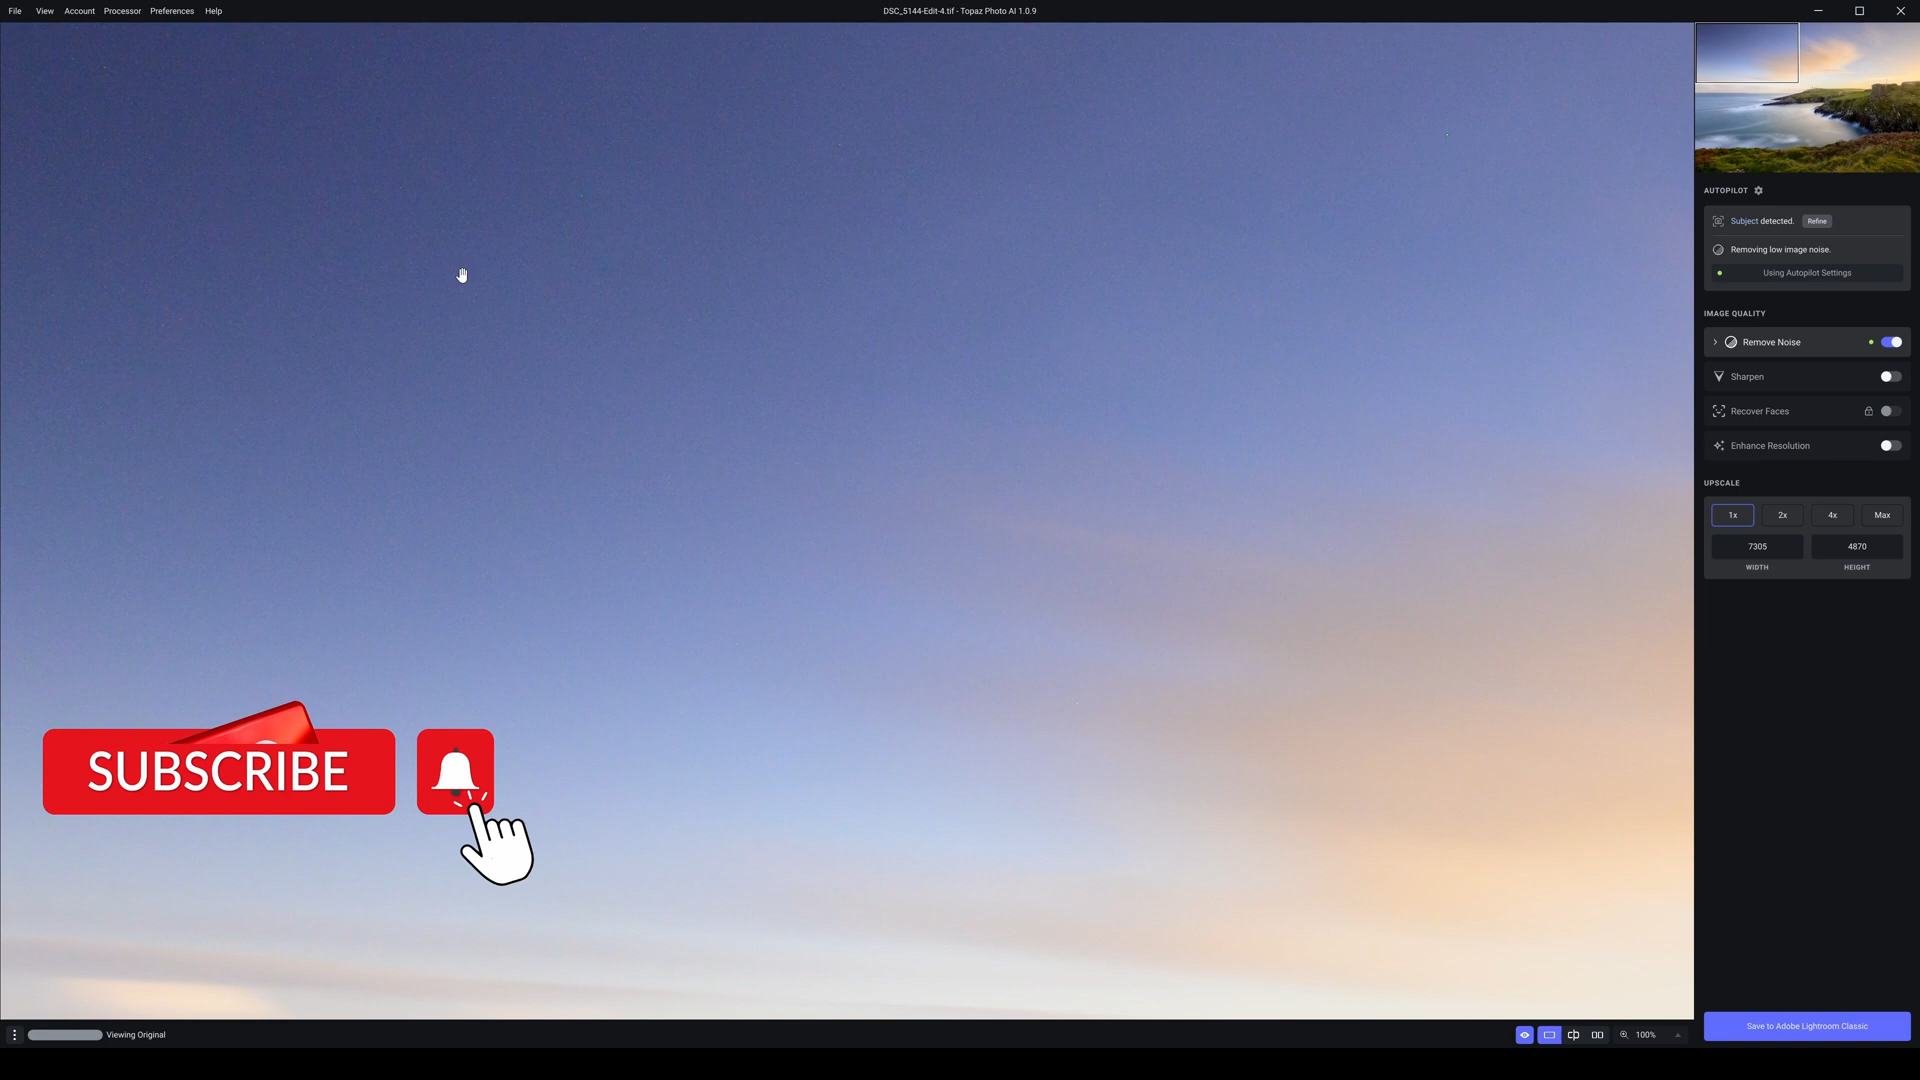 File View Account Processor Preferences Help
DSC_5144-Edit-4.tif - Topaz Photo AI 1.0.9
AUTOPILOT
Subject detected. Refine
Removing low image noise.
Using Autopilot Settings
IMAGE QUALITY
Remove Noise
Sharpen
Recover Faces
Enhance Resolution
UPSCALE
1x 2x 4x Max
7305 4870
WIDTH HEIGHT
SUBSCRIBE
Viewing Original
100%
Save to Adobe Lightroom Classic